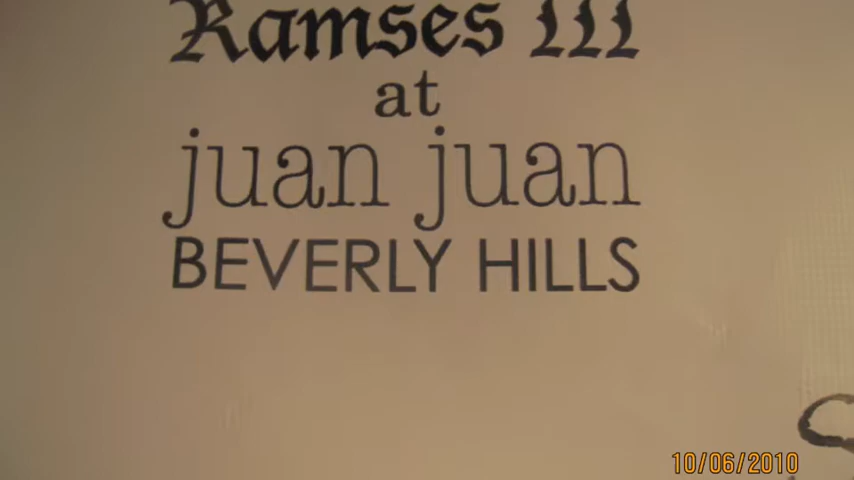 Ramses III
at
juan juan
BEVERLY HILLS
10/06/2010